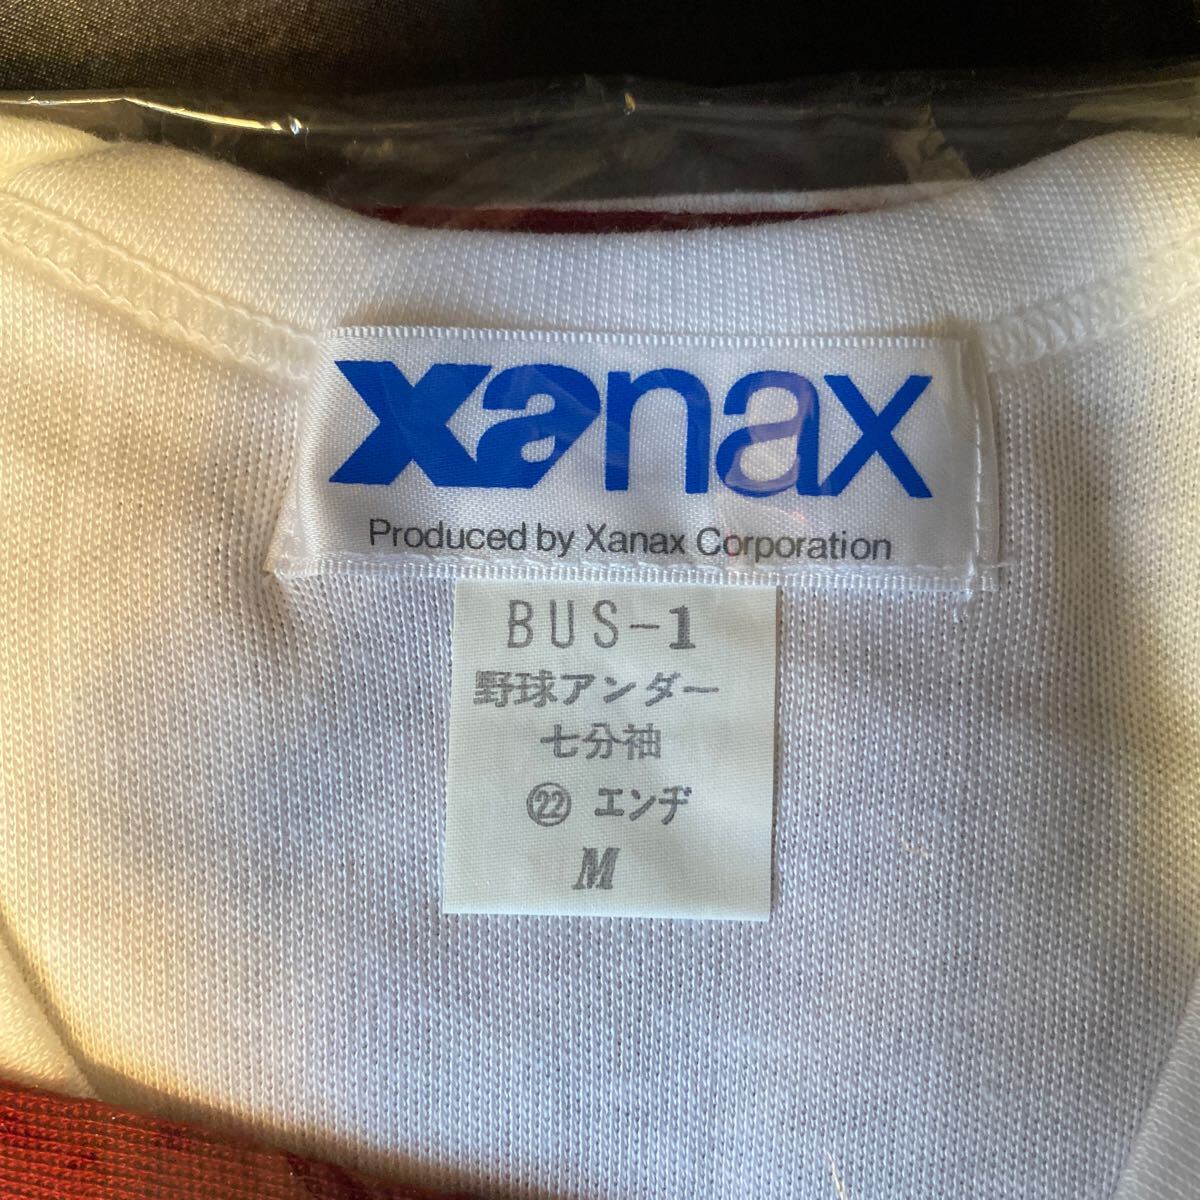 xanax
Produced by Xanax Corporation
BUS-1
野球アンダー
七分袖
㉒ エンヂ
M